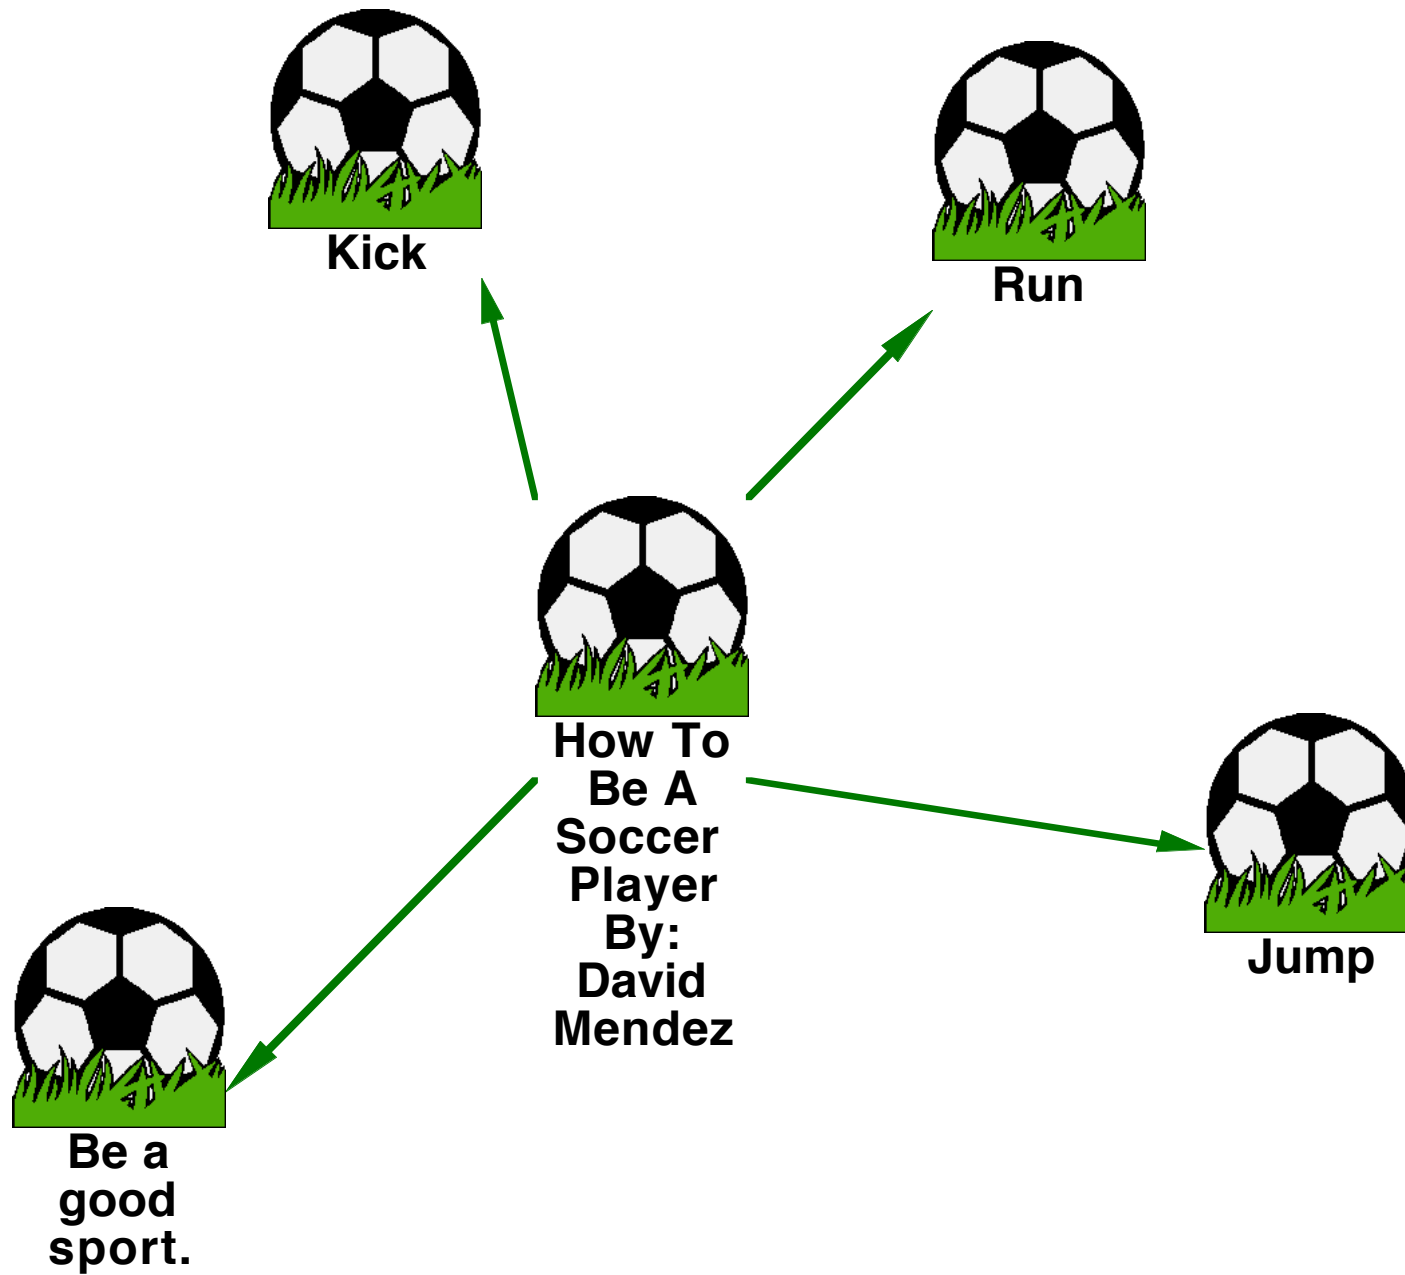 Kick
Run
How To
Be A
Soccer
Player
By:
David
Mendez
Jump
Be a
good
sport.